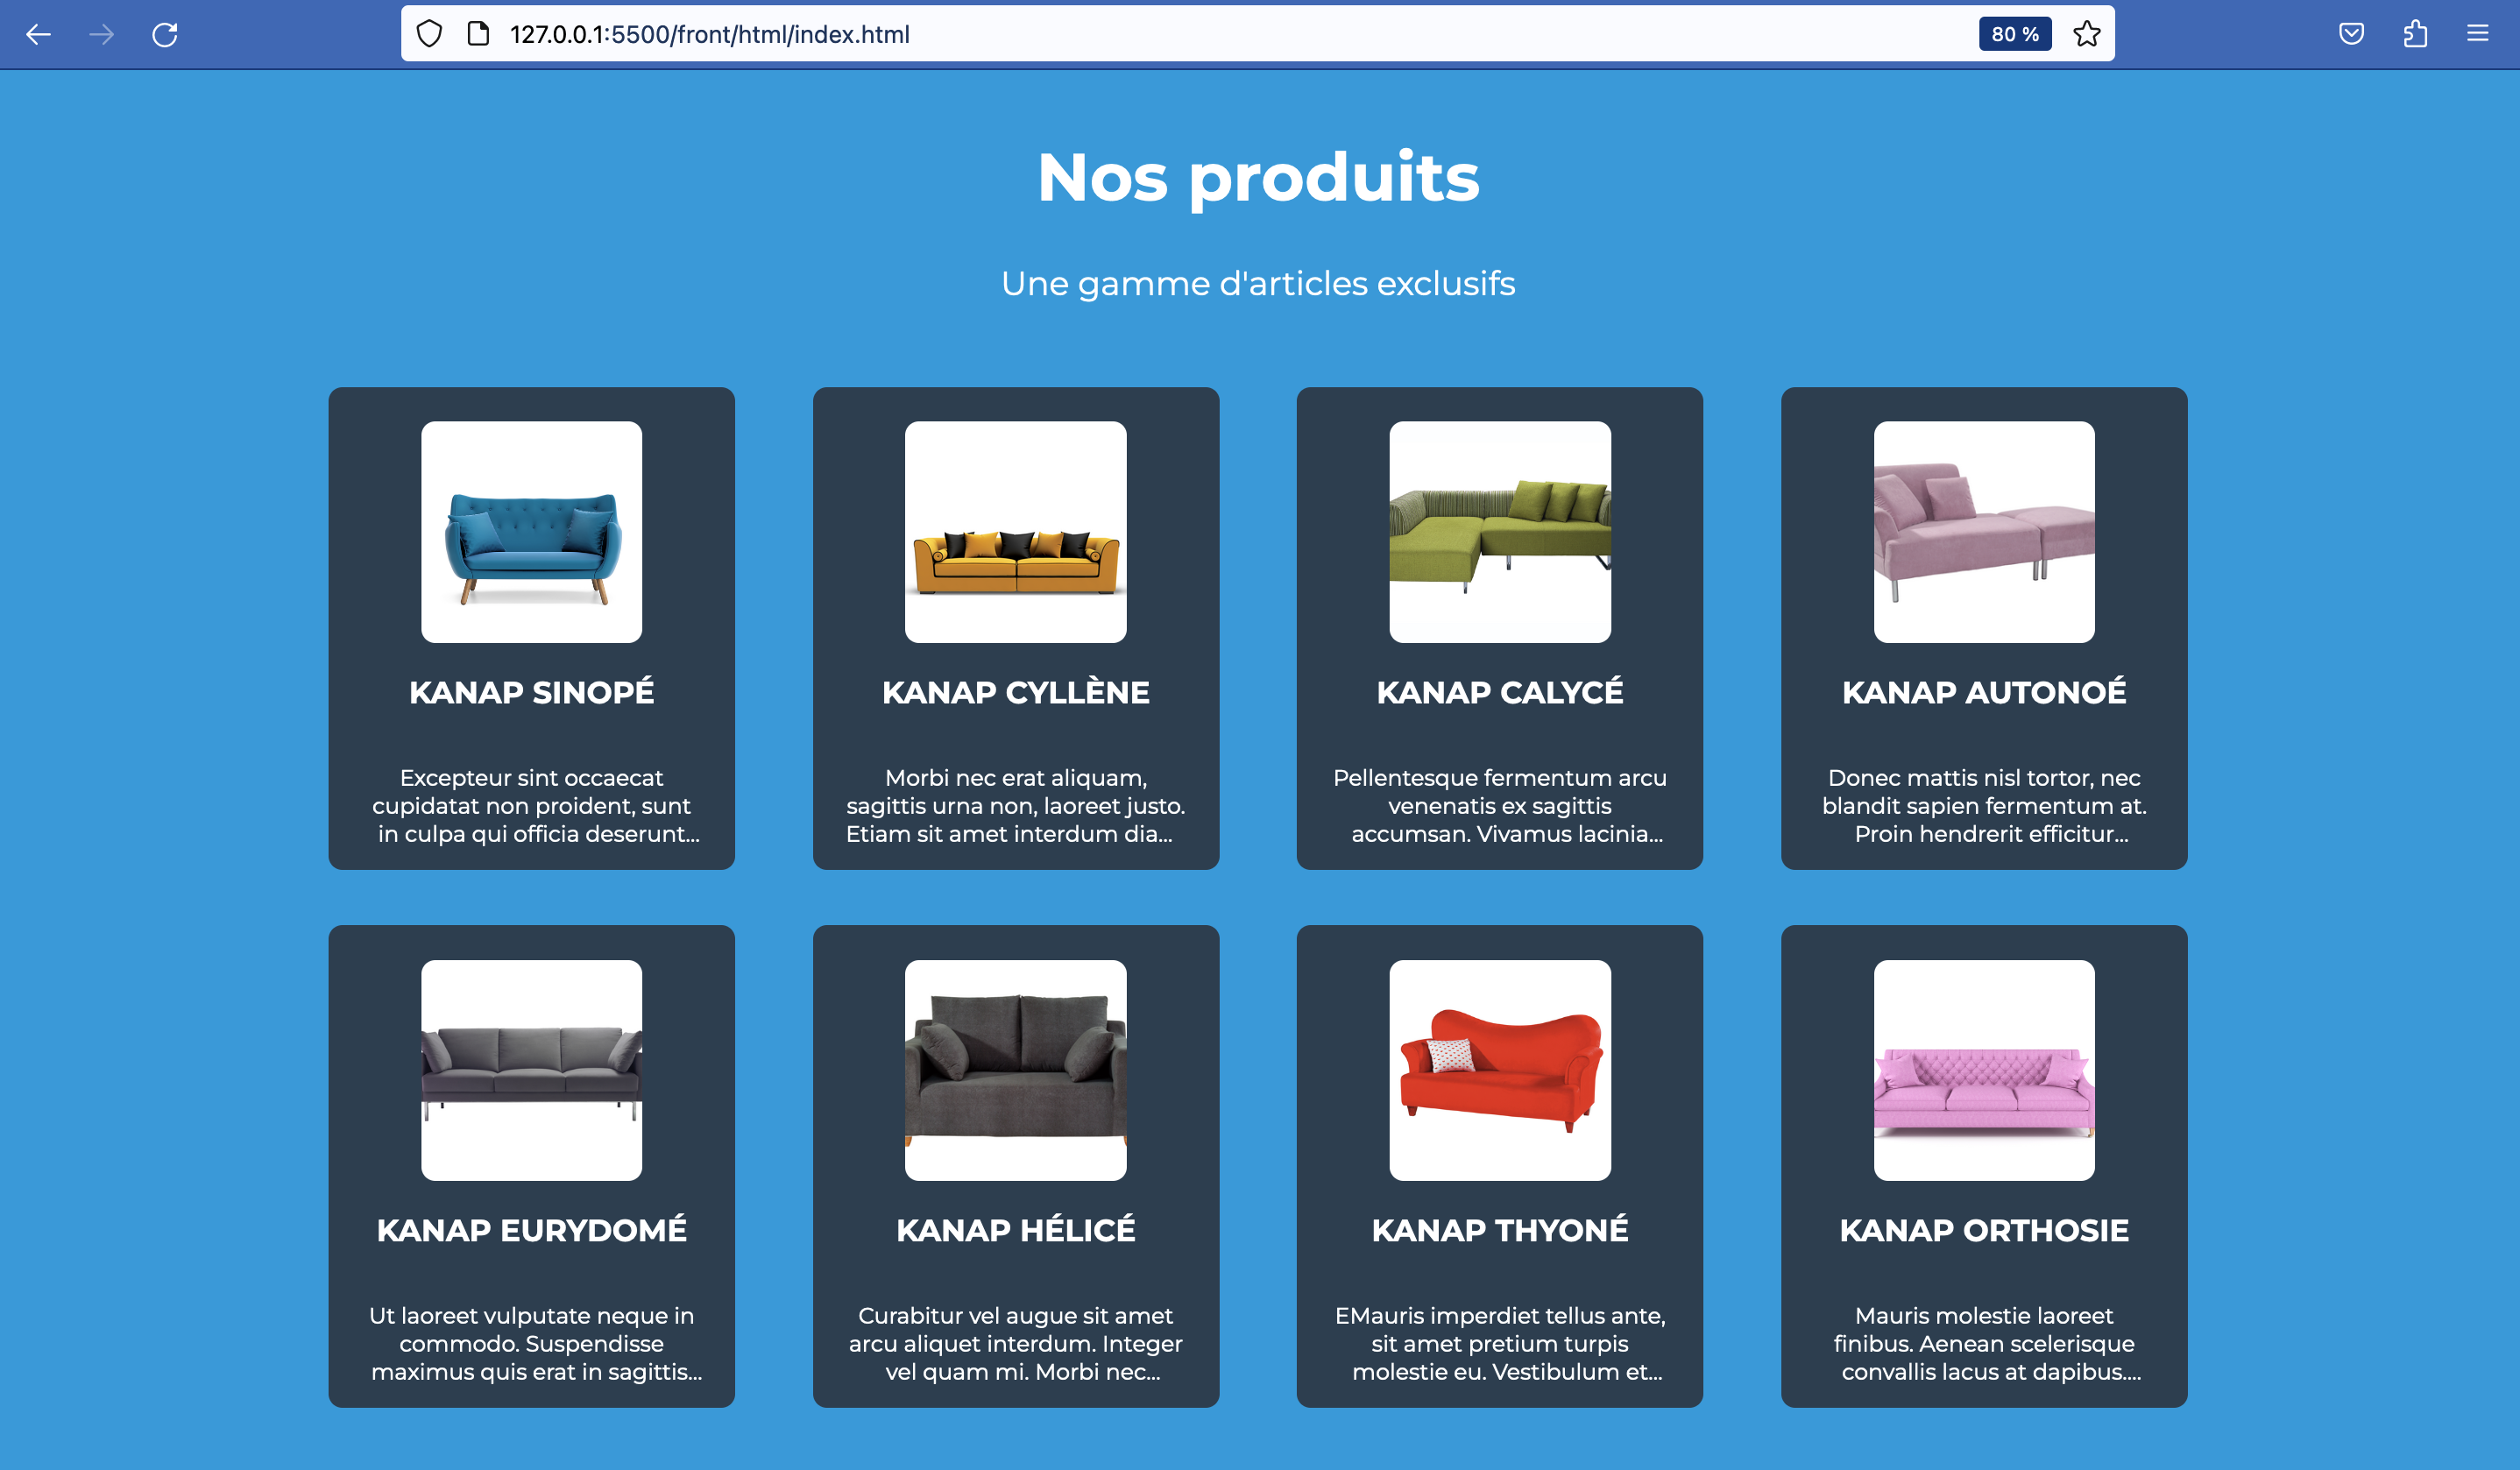 127.0.0.1:5500/front/html/index.html
80 %
Nos produits
Une gamme d'articles exclusifs
KANAP SINOPÉ
Excepteur sint occaecat
cupidatat non proident, sunt
in culpa qui officia deserunt...
KANAP CYLLÈNE
Morbi nec erat aliquam,
sagittis urna non, laoreet justo.
Etiam sit amet interdum dia...
KANAP CALYCÉ
Pellentesque fermentum arcu
venenatis ex sagittis
accumsan. Vivamus lacinia...
KANAP AUTONOÉ
Donec mattis nisl tortor, nec
blandit sapien fermentum at.
Proin hendrerit efficitur...
KANAP EURYDOMÉ
Ut laoreet vulputate neque in
commodo. Suspendisse
maximus quis erat in sagittis...
KANAP HÉLICÉ
Curabitur vel augue sit amet
arcu aliquet interdum. Integer
vel quam mi. Morbi nec...
KANAP THYONÉ
EMauris imperdiet tellus ante,
sit amet pretium turpis
molestie eu. Vestibulum et...
KANAP ORTHOSIE
Mauris molestie laoreet
finibus. Aenean scelerisque
convallis lacus at dapibus....